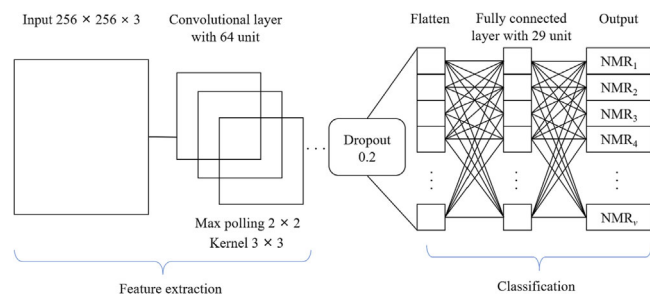 Input 256 × 256 × 3
Convolutional layer
with 64 unit
Max polling 2 × 2
Kernel 3 × 3
Feature extraction
. . .
Dropout
0.2
Flatten
Fully connected
layer with 29 unit
Output
NMR1
NMR2
NMR3
NMR4
NMRv
Classification